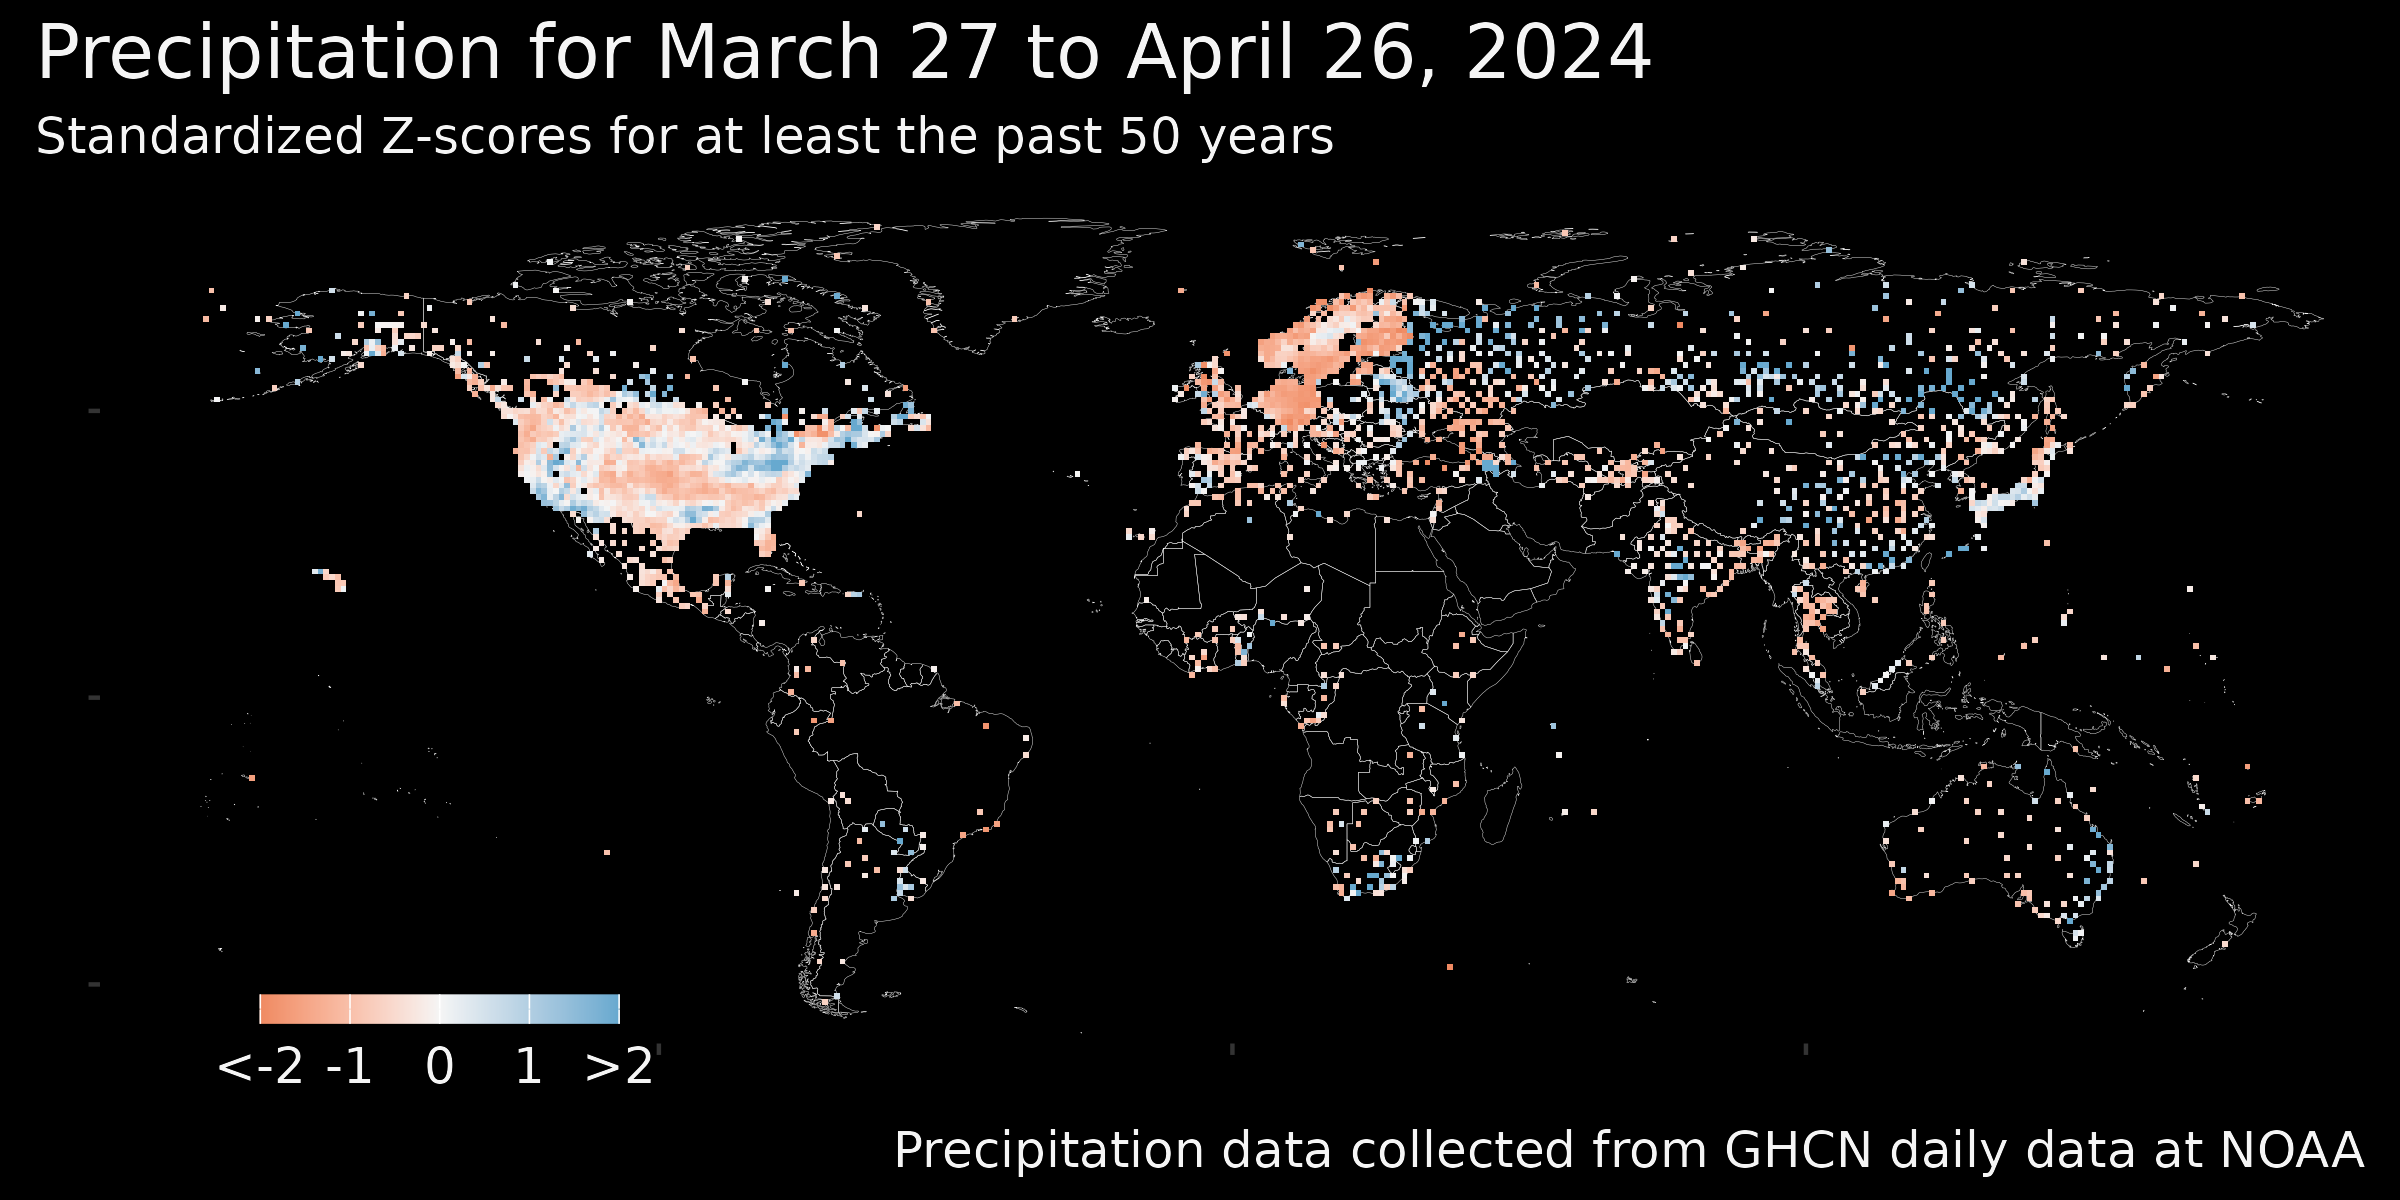 Precipitation for March 27 to April 26, 2024
Standardized Z-scores for at least the past 50 years
<-2 -1 0 1 >2
Precipitation data collected from GHCN daily data at NOAA